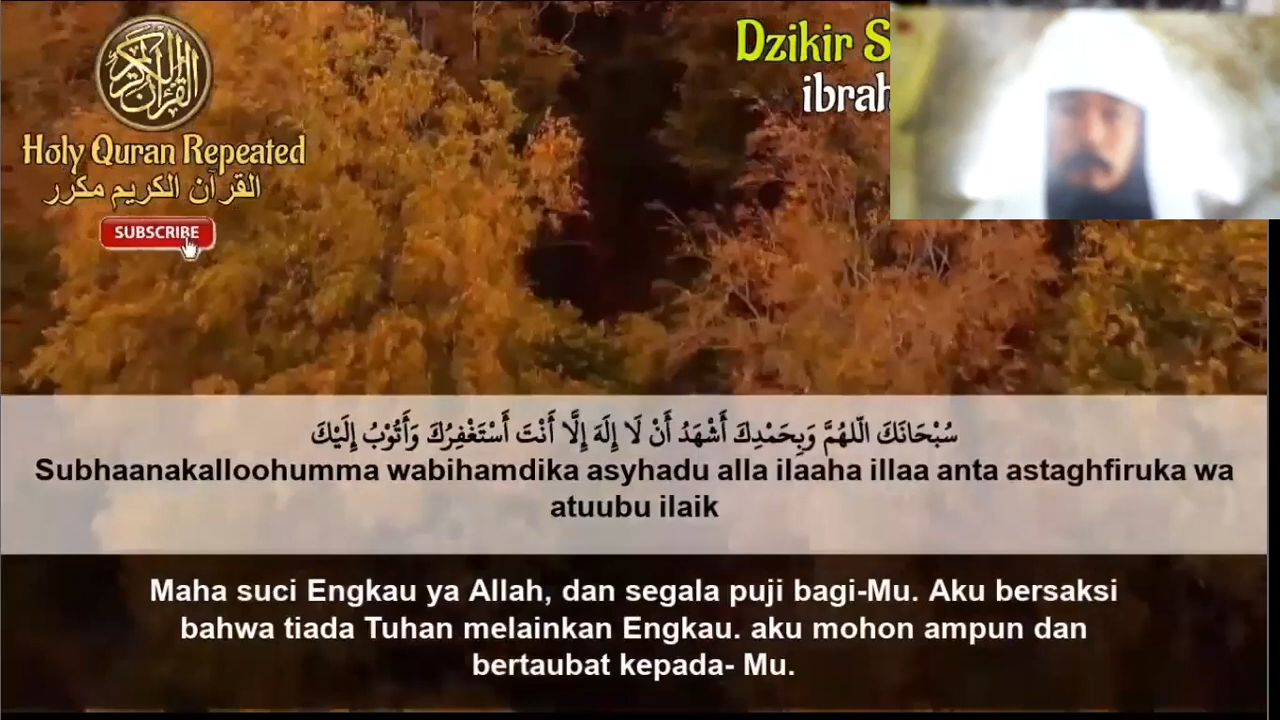 Dzikir S
ibrah
Holy Quran Repeated
القرآن الكريم مكرر
SUBSCRIBE
سُبْحَانَكَ اللّٰهُمَّ وَبِحَمْدِكَ أَشْهَدُ أَنْ لَا إِلَهَ إِلَّا أَنْتَ أَسْتَغْفِرُكَ وَأَتُوْبُ إِلَيْكَ
Subhaanakalloohumma wabihamdika asyhadu alla ilaaha illaa anta astaghfiruka wa
atuubu ilaik
Maha suci Engkau ya Allah, dan segala puji bagi-Mu. Aku bersaksi
bahwa tiada Tuhan melainkan Engkau. aku mohon ampun dan
bertaubat kepada- Mu.